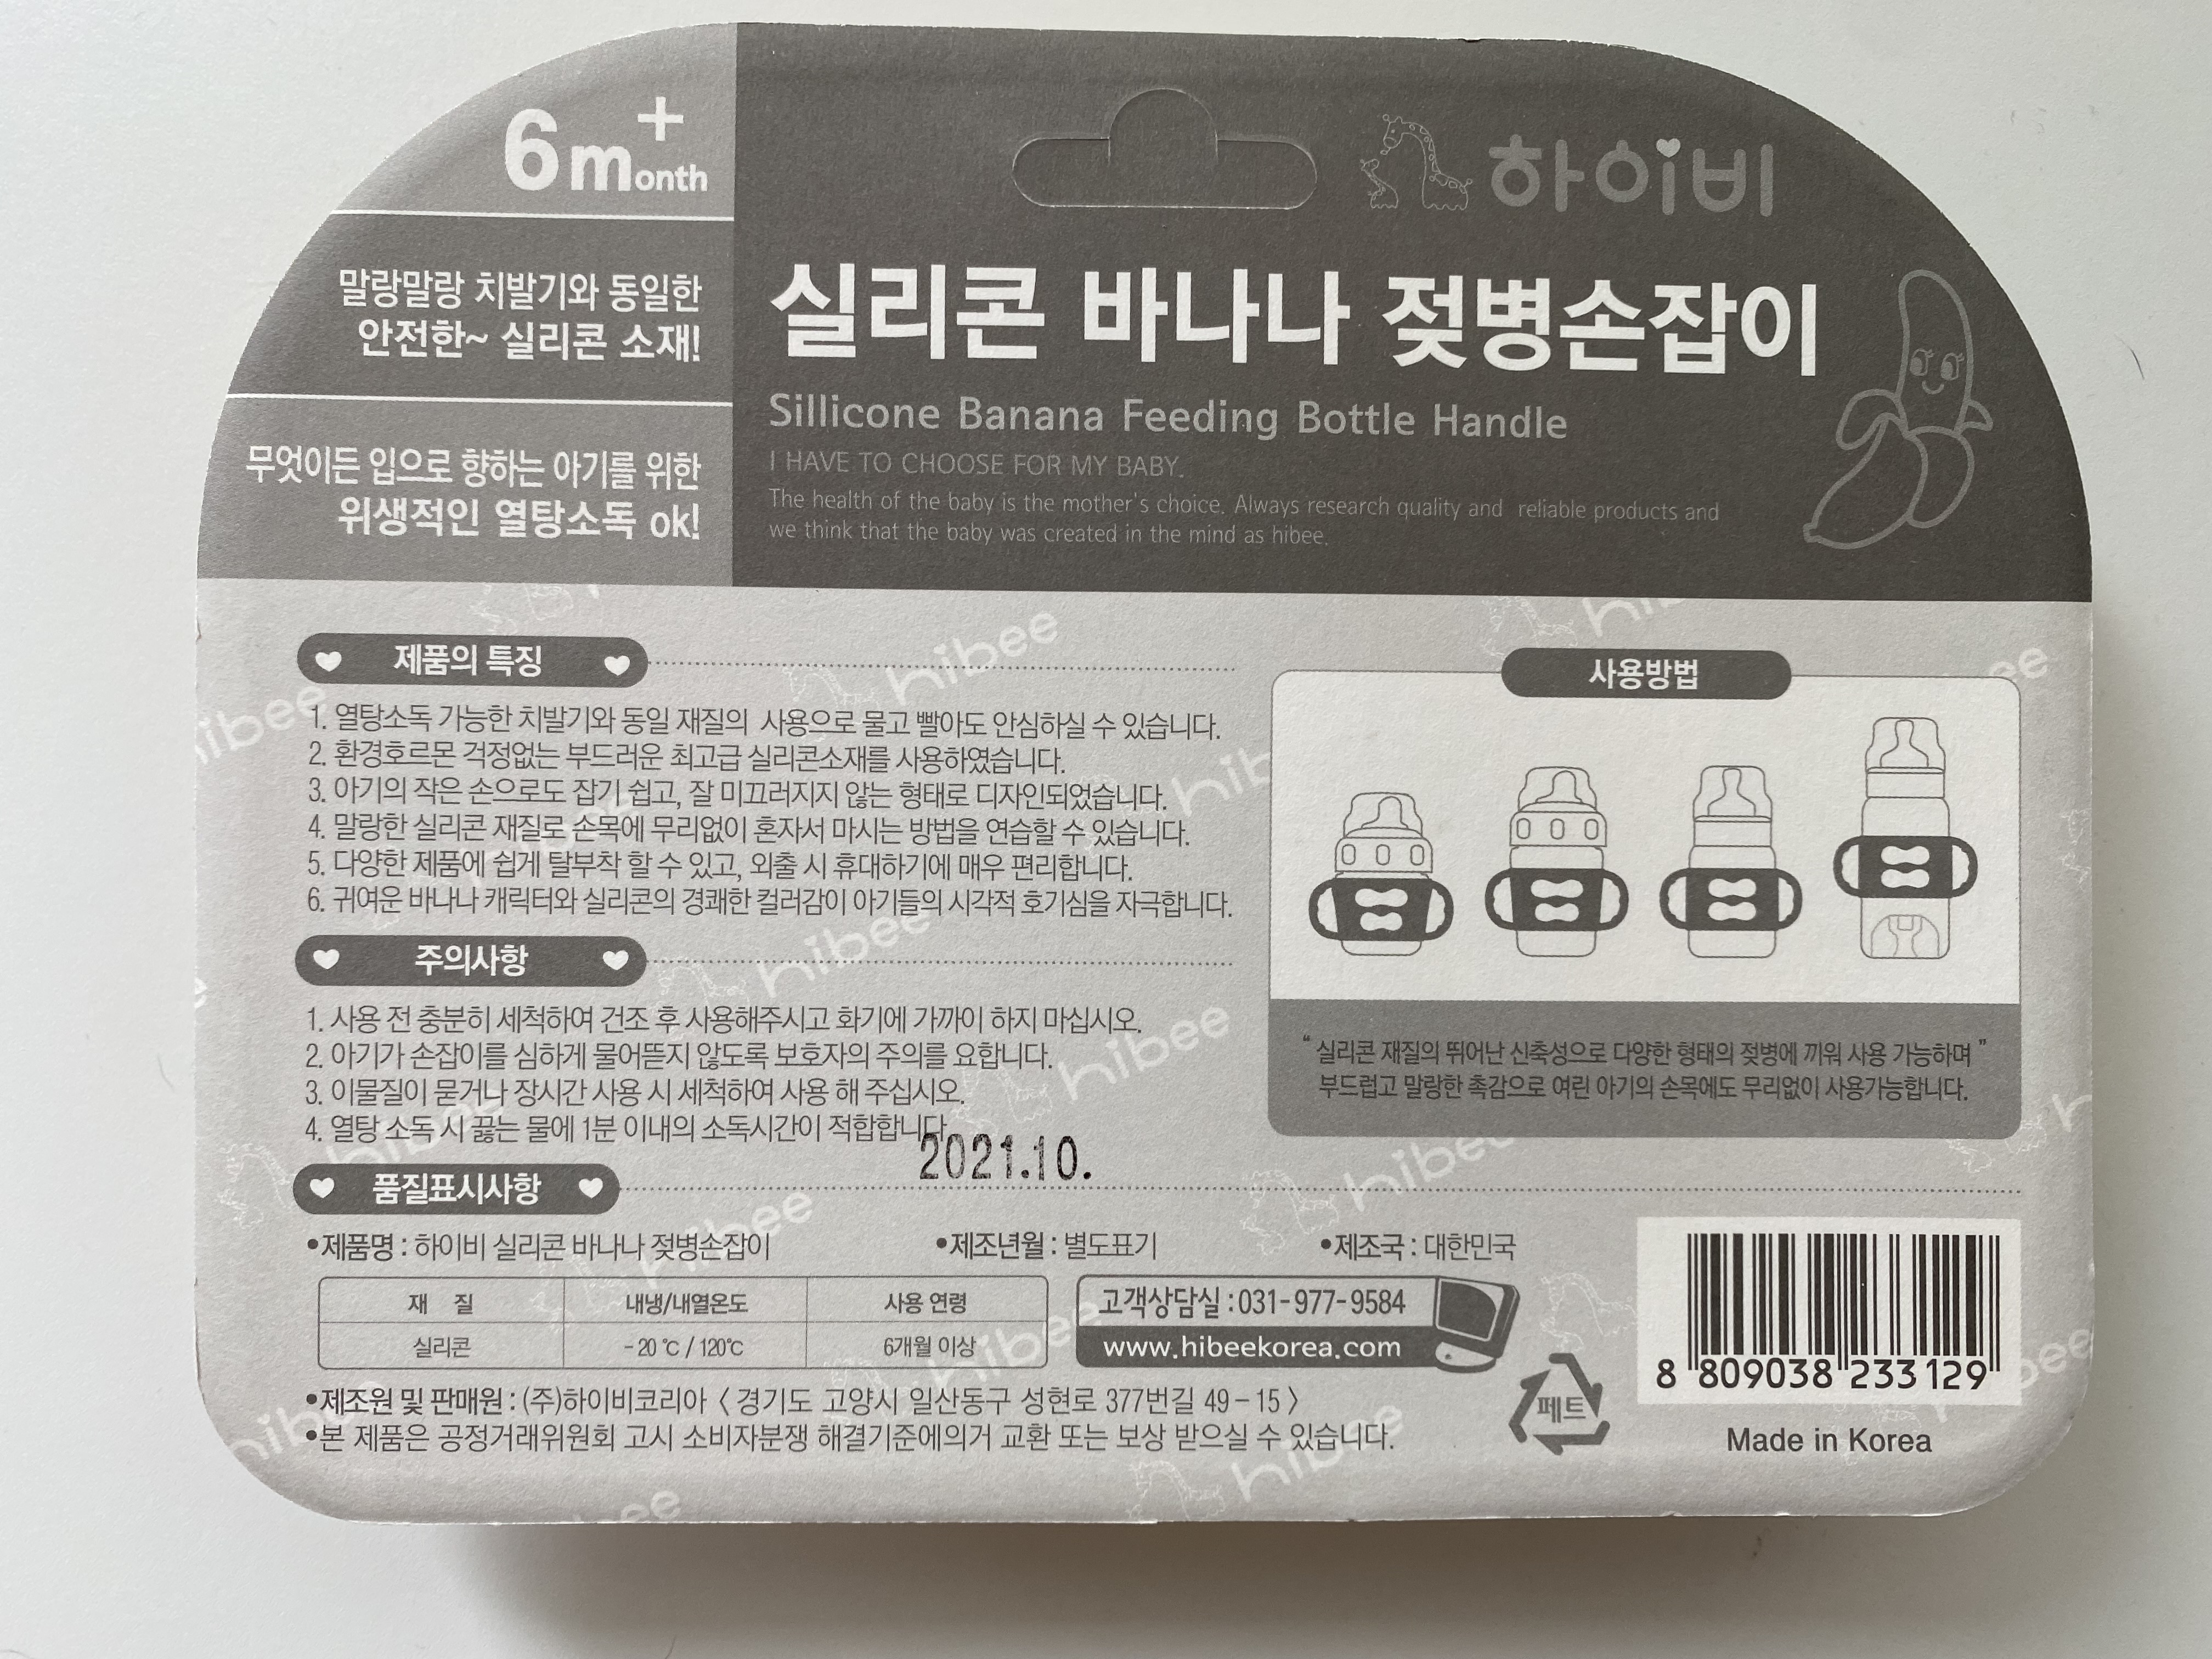 6month+
말랑말랑 치발기와 동일한
안전한~ 실리콘 소재!
무엇이든 입으로 향하는 아기를 위한
위생적인 열탕소독 ok!
하이비
실리콘 바나나 젖병손잡이
Sillicone Banana Feeding Bottle Handle
I HAVE TO CHOOSE FOR MY BABY.
The health of the baby is the mother's choice. Always research quality and reliable products and
we think that the baby was created in the mind as hibee.
제품의 특징
1. 열탕소독 가능한 치발기와 동일 재질의 사용으로 물고 빨아도 안심하실 수 있습니다.
2. 환경호르몬 걱정없는 부드러운 최고급 실리콘소재를 사용하였습니다.
3. 아기의 작은 손으로도 잡기 쉽고, 잘 미끄러지지 않는 형태로 디자인되었습니다.
4. 말랑한 실리콘 재질로 손목에 무리없이 혼자서 마시는 방법을 연습할 수 있습니다.
5. 다양한 제품에 쉽게 탈부착 할 수 있고, 외출 시 휴대하기에 매우 편리합니다.
6. 귀여운 바나나 캐릭터와 실리콘의 경쾌한 컬러감이 아기들의 시각적 호기심을 자극합니다.
주의사항
1. 사용 전 충분히 세척하여 건조 후 사용해주시고 화기에 가까이 하지 마십시오.
2. 아기가 손잡이를 심하게 물어뜯지 않도록 보호자의 주의를 요합니다.
3. 이물질이 묻거나 장시간 사용 시 세척하여 사용 해 주십시오.
4. 열탕 소독 시 끓는 물에 1분 이내의 소독시간이 적합합니다.
2021.10.
사용방법
" 실리콘 재질의 뛰어난 신축성으로 다양한 형태의 젖병에 끼워 사용 가능하며 "
부드럽고 말랑한 촉감으로 여린 아기의 손목에도 무리없이 사용가능합니다.
품질표시사항
•제품명 : 하이비 실리콘 바나나 젖병손잡이 •제조년월 : 별도표기 •제조국 : 대한민국
재 질 내냉/내열온도 사용 연령
실리콘 -20℃ / 120℃ 6개월 이상
고객상담실 : 031-977-9584
www.hibeekorea.com
•제조원 및 판매원 : (주)하이비코리아 〈 경기도 고양시 일산동구 성현로 377번길 49-15 〉
•본 제품은 공정거래위원회 고시 소비자분쟁 해결기준에의거 교환 또는 보상 받으실 수 있습니다.
페트
8 809038 233129
Made in Korea
hibee